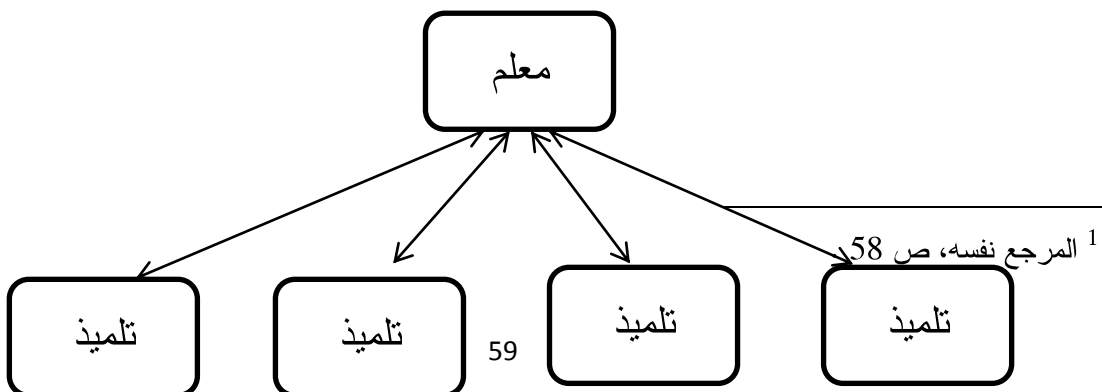 معلم
¹ المرجع نفسه، ص 58
تلميذ تلميذ تلميذ تلميذ
59